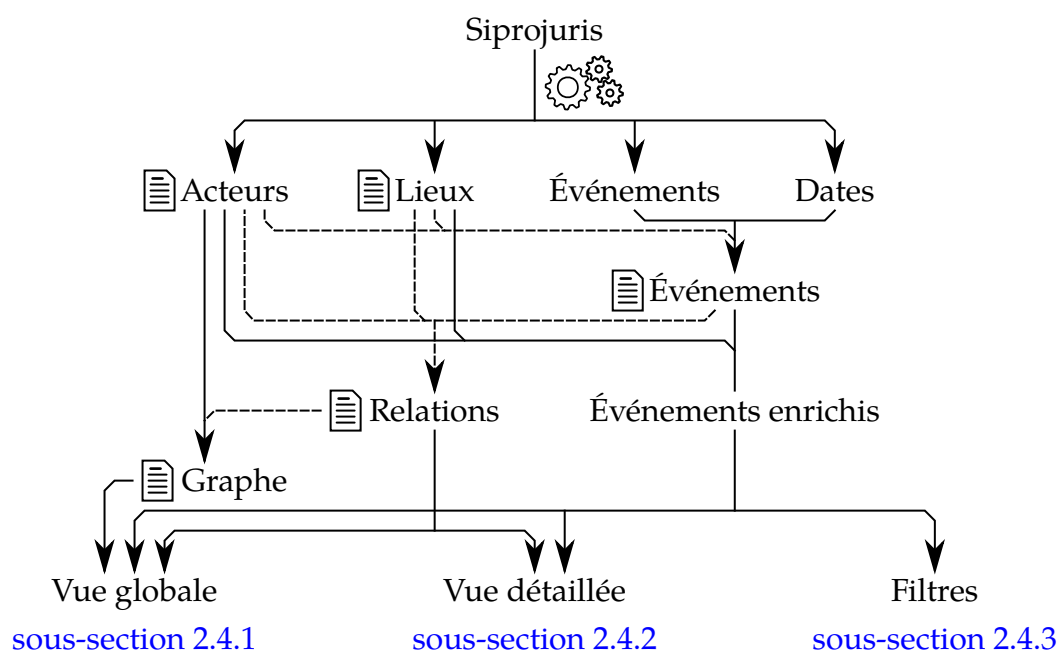 Siprojuris
Acteurs
Lieux
Événements
Dates
Événements
Relations
Événements enrichis
Graphe
Vue globale
Vue détaillée
Filtres
sous-section 2.4.1
sous-section 2.4.2
sous-section 2.4.3